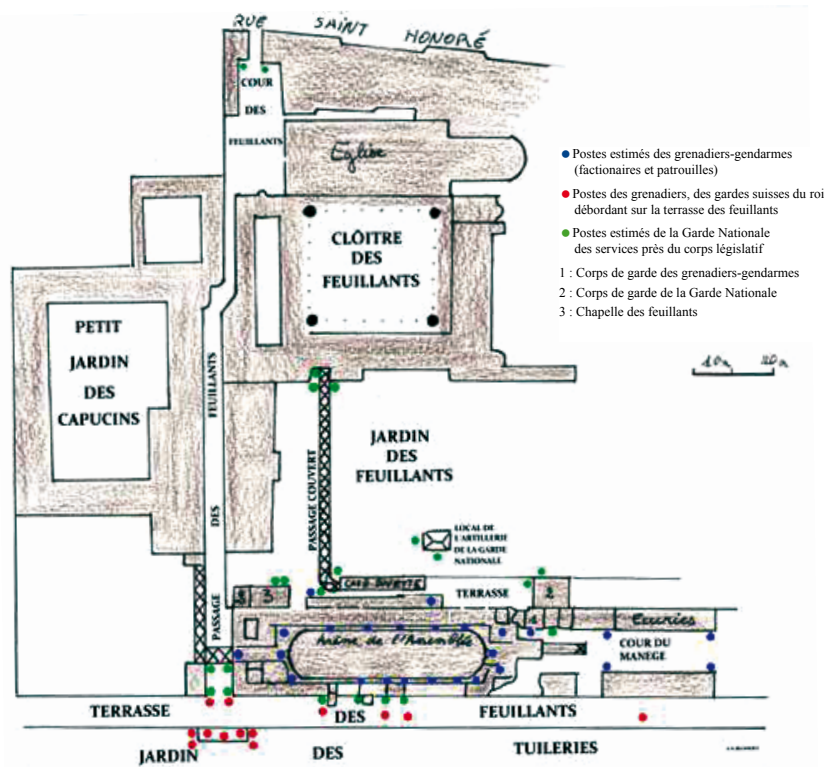 RUE SAINT HONORÉ
COUR
DES
FEUILLANTS
Eglise
• Postes estimés des grenadiers-gendarmes
(factionaires et patrouilles)
• Postes des grenadiers, des gardes suisses du roi
débordant sur la terrasse des feuillants
• Postes estimés de la Garde Nationale
des services près du corps législatif
1 : Corps de garde des grenadiers-gendarmes
2 : Corps de garde de la Garde Nationale
3 : Chapelle des feuillants
CLÔITRE
DES
FEUILLANTS
PETIT
JARDIN
DES
CAPUCINS
10m 20m
PASSAGE DES FEUILLANTS
PASSAGE COUVERT
JARDIN
DES
FEUILLANTS
LOCAL DE
L'ARTILLERIE
DE LA GARDE
NATIONALE
TERRASSE
2
3
1
Ecuries
COUR DU
MANEGE
TERRASSE DES FEUILLANTS
JARDIN DES TUILERIES